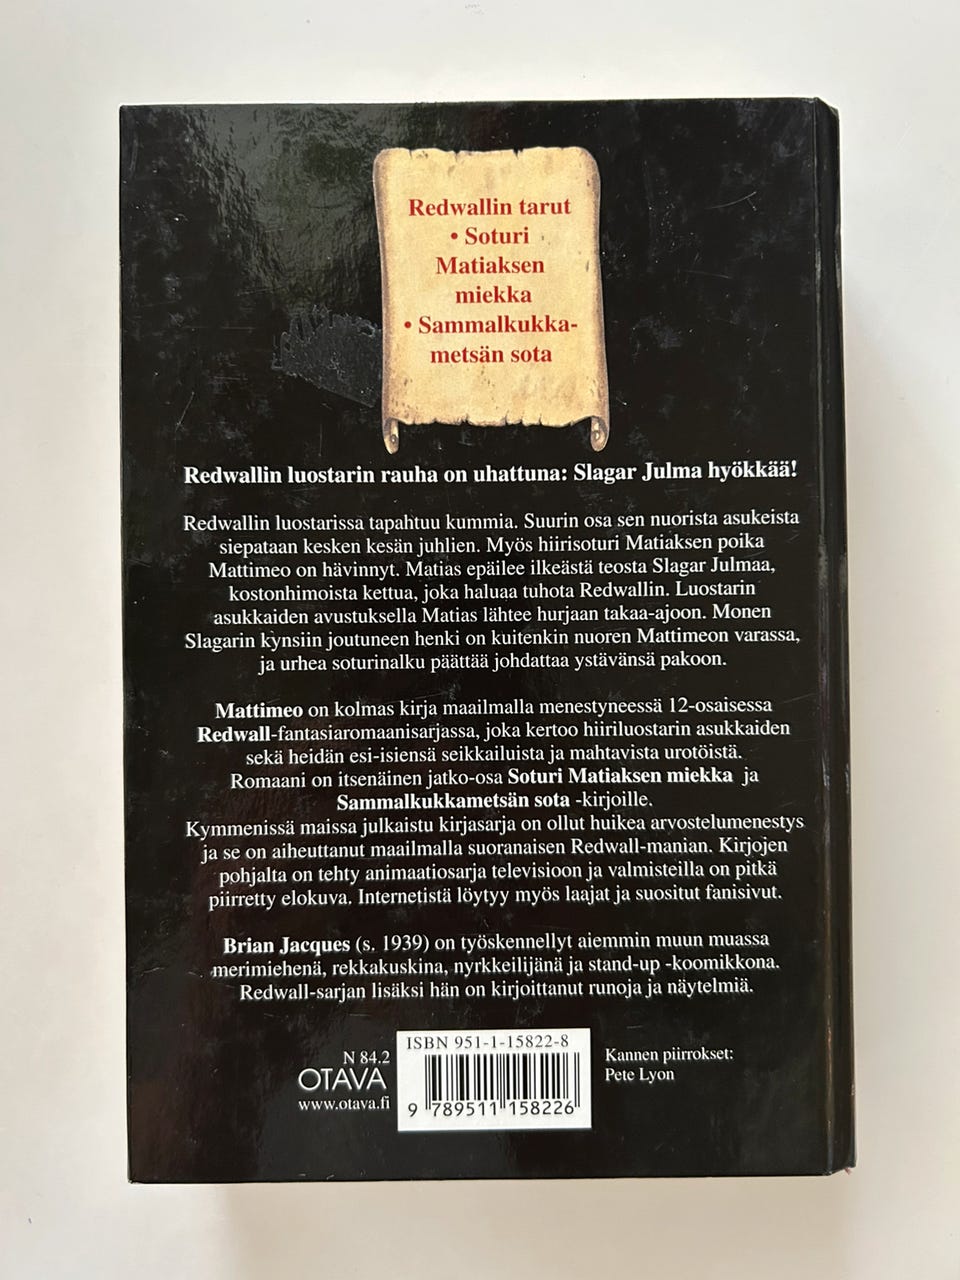 Redwallin tarut
• Soturi
Matiaksen
miekka
• Sammalkukka-
metsän sota
Redwallin luostarin rauha on uhattuna: Slagar Julma hyökkää!
Redwallin luostarissa tapahtuu kummia. Suurin osa sen nuorista asukeista
siepataan kesken kesän juhlien. Myös hiirisoturi Matiaksen poika
Mattimeo on hävinnyt. Matias epäilee ilkeästä teosta Slagar Julmaa,
kostonhimoista kettua, joka haluaa tuhota Redwallin. Luostarin
asukkaiden avustuksella Matias lähtee hurjaan takaa-ajoon. Monen
Slagarin kynsiin joutuneen henki on kuitenkin nuoren Mattimeon varassa,
ja urhea soturinalku päättää johdattaa ystävänsä pakoon.
Mattimeo on kolmas kirja maailmalla menestyneessä 12-osaisessa
Redwall-fantasiaromaanisarjassa, joka kertoo hiiriluostarin asukkaiden
sekä heidän esi-isiensä seikkailuista ja mahtavista urotöistä.
Romaani on itsenäinen jatko-osa Soturi Matiaksen miekka ja
Sammalkukkametsän sota -kirjoille.
Kymmenissä maissa julkaistu kirjasarja on ollut huikea arvostelumenestys
ja se on aiheuttanut maailmalla suoranaisen Redwall-manian. Kirjojen
pohjalta on tehty animaatiosarja televisioon ja valmisteilla on pitkä
piirretty elokuva. Internetistä löytyy myös laajat ja suositut fanisivut.
Brian Jacques (s. 1939) on työskennellyt aiemmin muun muassa
merimiehenä, rekkakuskina, nyrkkeilijänä ja stand-up -koomikkona.
Redwall-sarjan lisäksi hän on kirjoittanut runoja ja näytelmiä.
N 84.2
OTAVA
www.otava.fi
ISBN 951-1-15822-8
9 789511 158226
Kannen piirrokset:
Pete Lyon